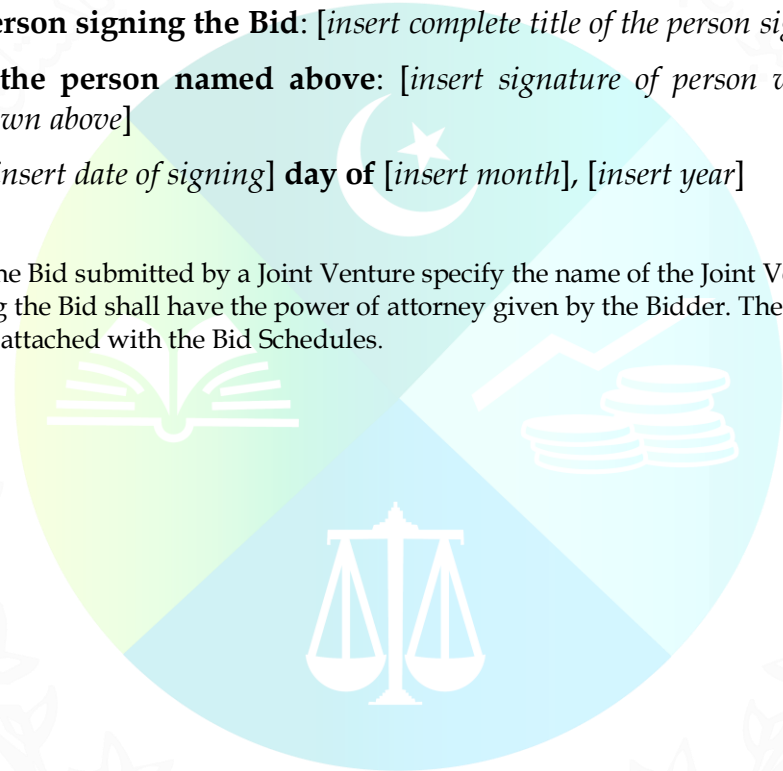 erson signing the Bid: [insert complete title of the person sig
the person named above: [insert signature of person
wn above]
nsert date of signing] day of [insert month], [insert year]
he Bid submitted by a Joint Venture specify the name of the Joint V
g the Bid shall have the power of attorney given by the Bidder. The
attached with the Bid Schedules.